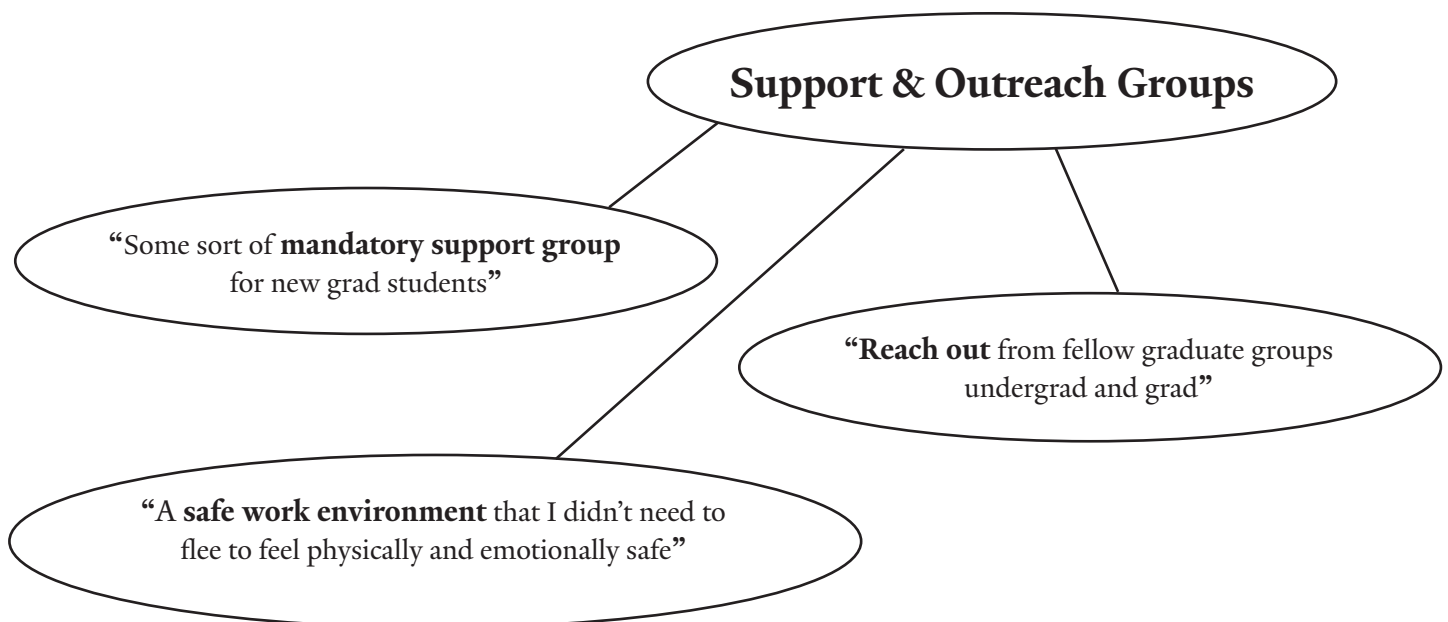 Support & Outreach Groups
“Some sort of mandatory support group
for new grad students”
“Reach out from fellow graduate groups
undergrad and grad”
“A safe work environment that I didn’t need to
flee to feel physically and emotionally safe”